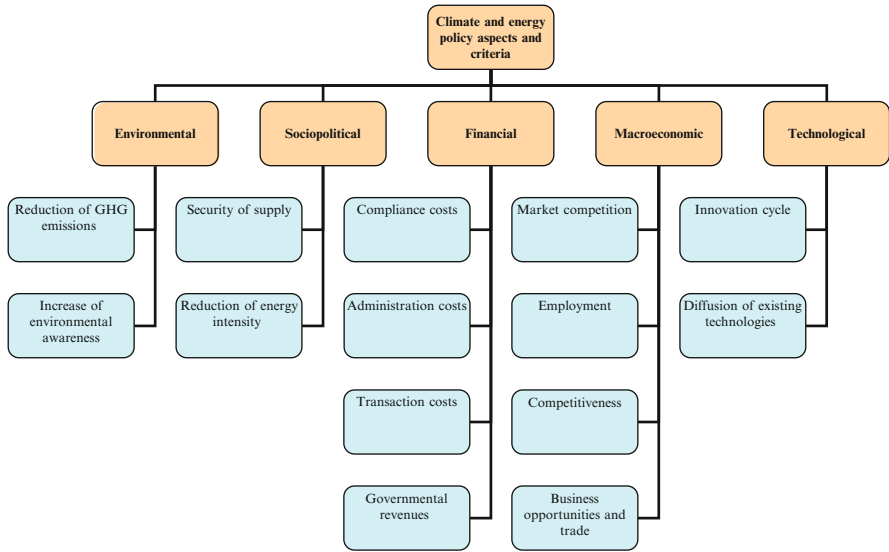 Climate and energy
policy aspects and
criteria
Environmental
Sociopolitical
Financial
Macroeconomic
Technological
Reduction of GHG
emissions
Increase of
environmental
awareness
Security of supply
Reduction of energy
intensity
Compliance costs
Administration costs
Transaction costs
Governmental
revenues
Market competition
Employment
Competitiveness
Business
opportunities and
trade
Innovation cycle
Diffusion of existing
technologies